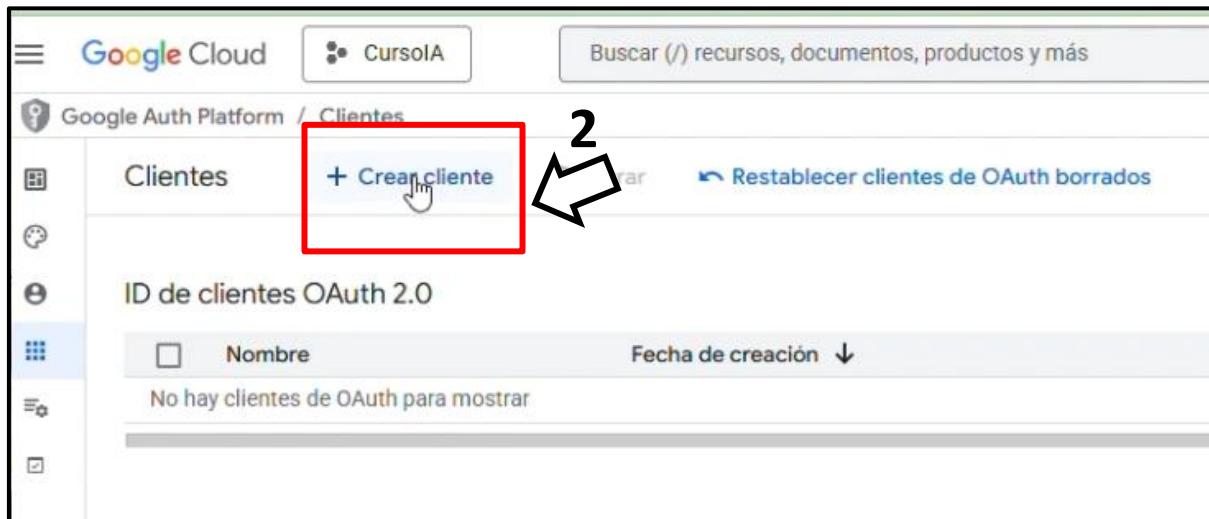 Google Cloud
CursoIA
Buscar (/) recursos, documentos, productos y más
Google Auth Platform / Clientes
2
Clientes
+ Crear cliente
Restablecer clientes de OAuth borrados
ID de clientes OAuth 2.0
Nombre
Fecha de creación
No hay clientes de OAuth para mostrar